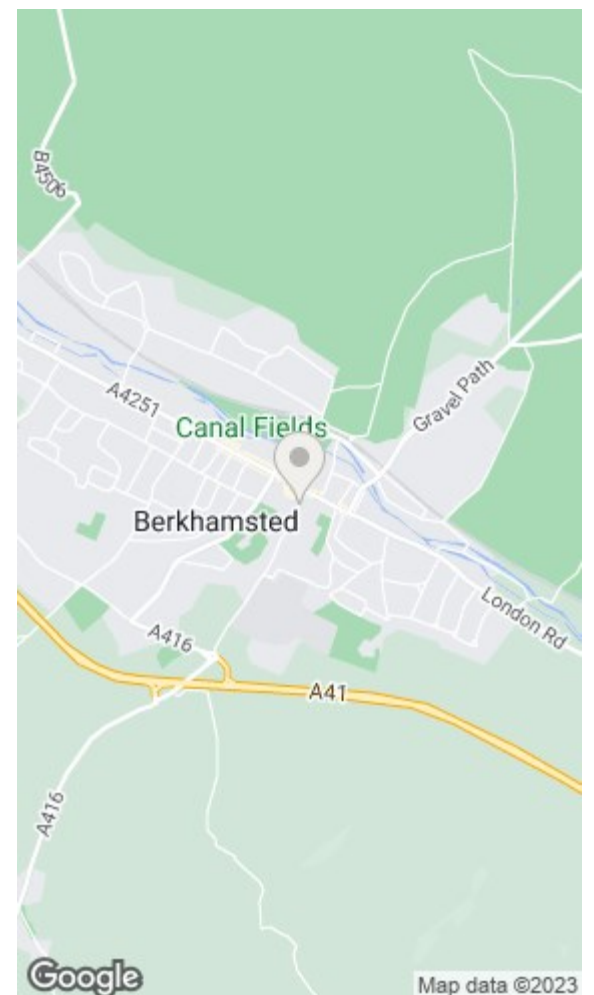 B4506
Gravel Path
A4251
Canal Fields
Berkhamsted
London Rd
A416
A41
A416
Google
Map data ©2023